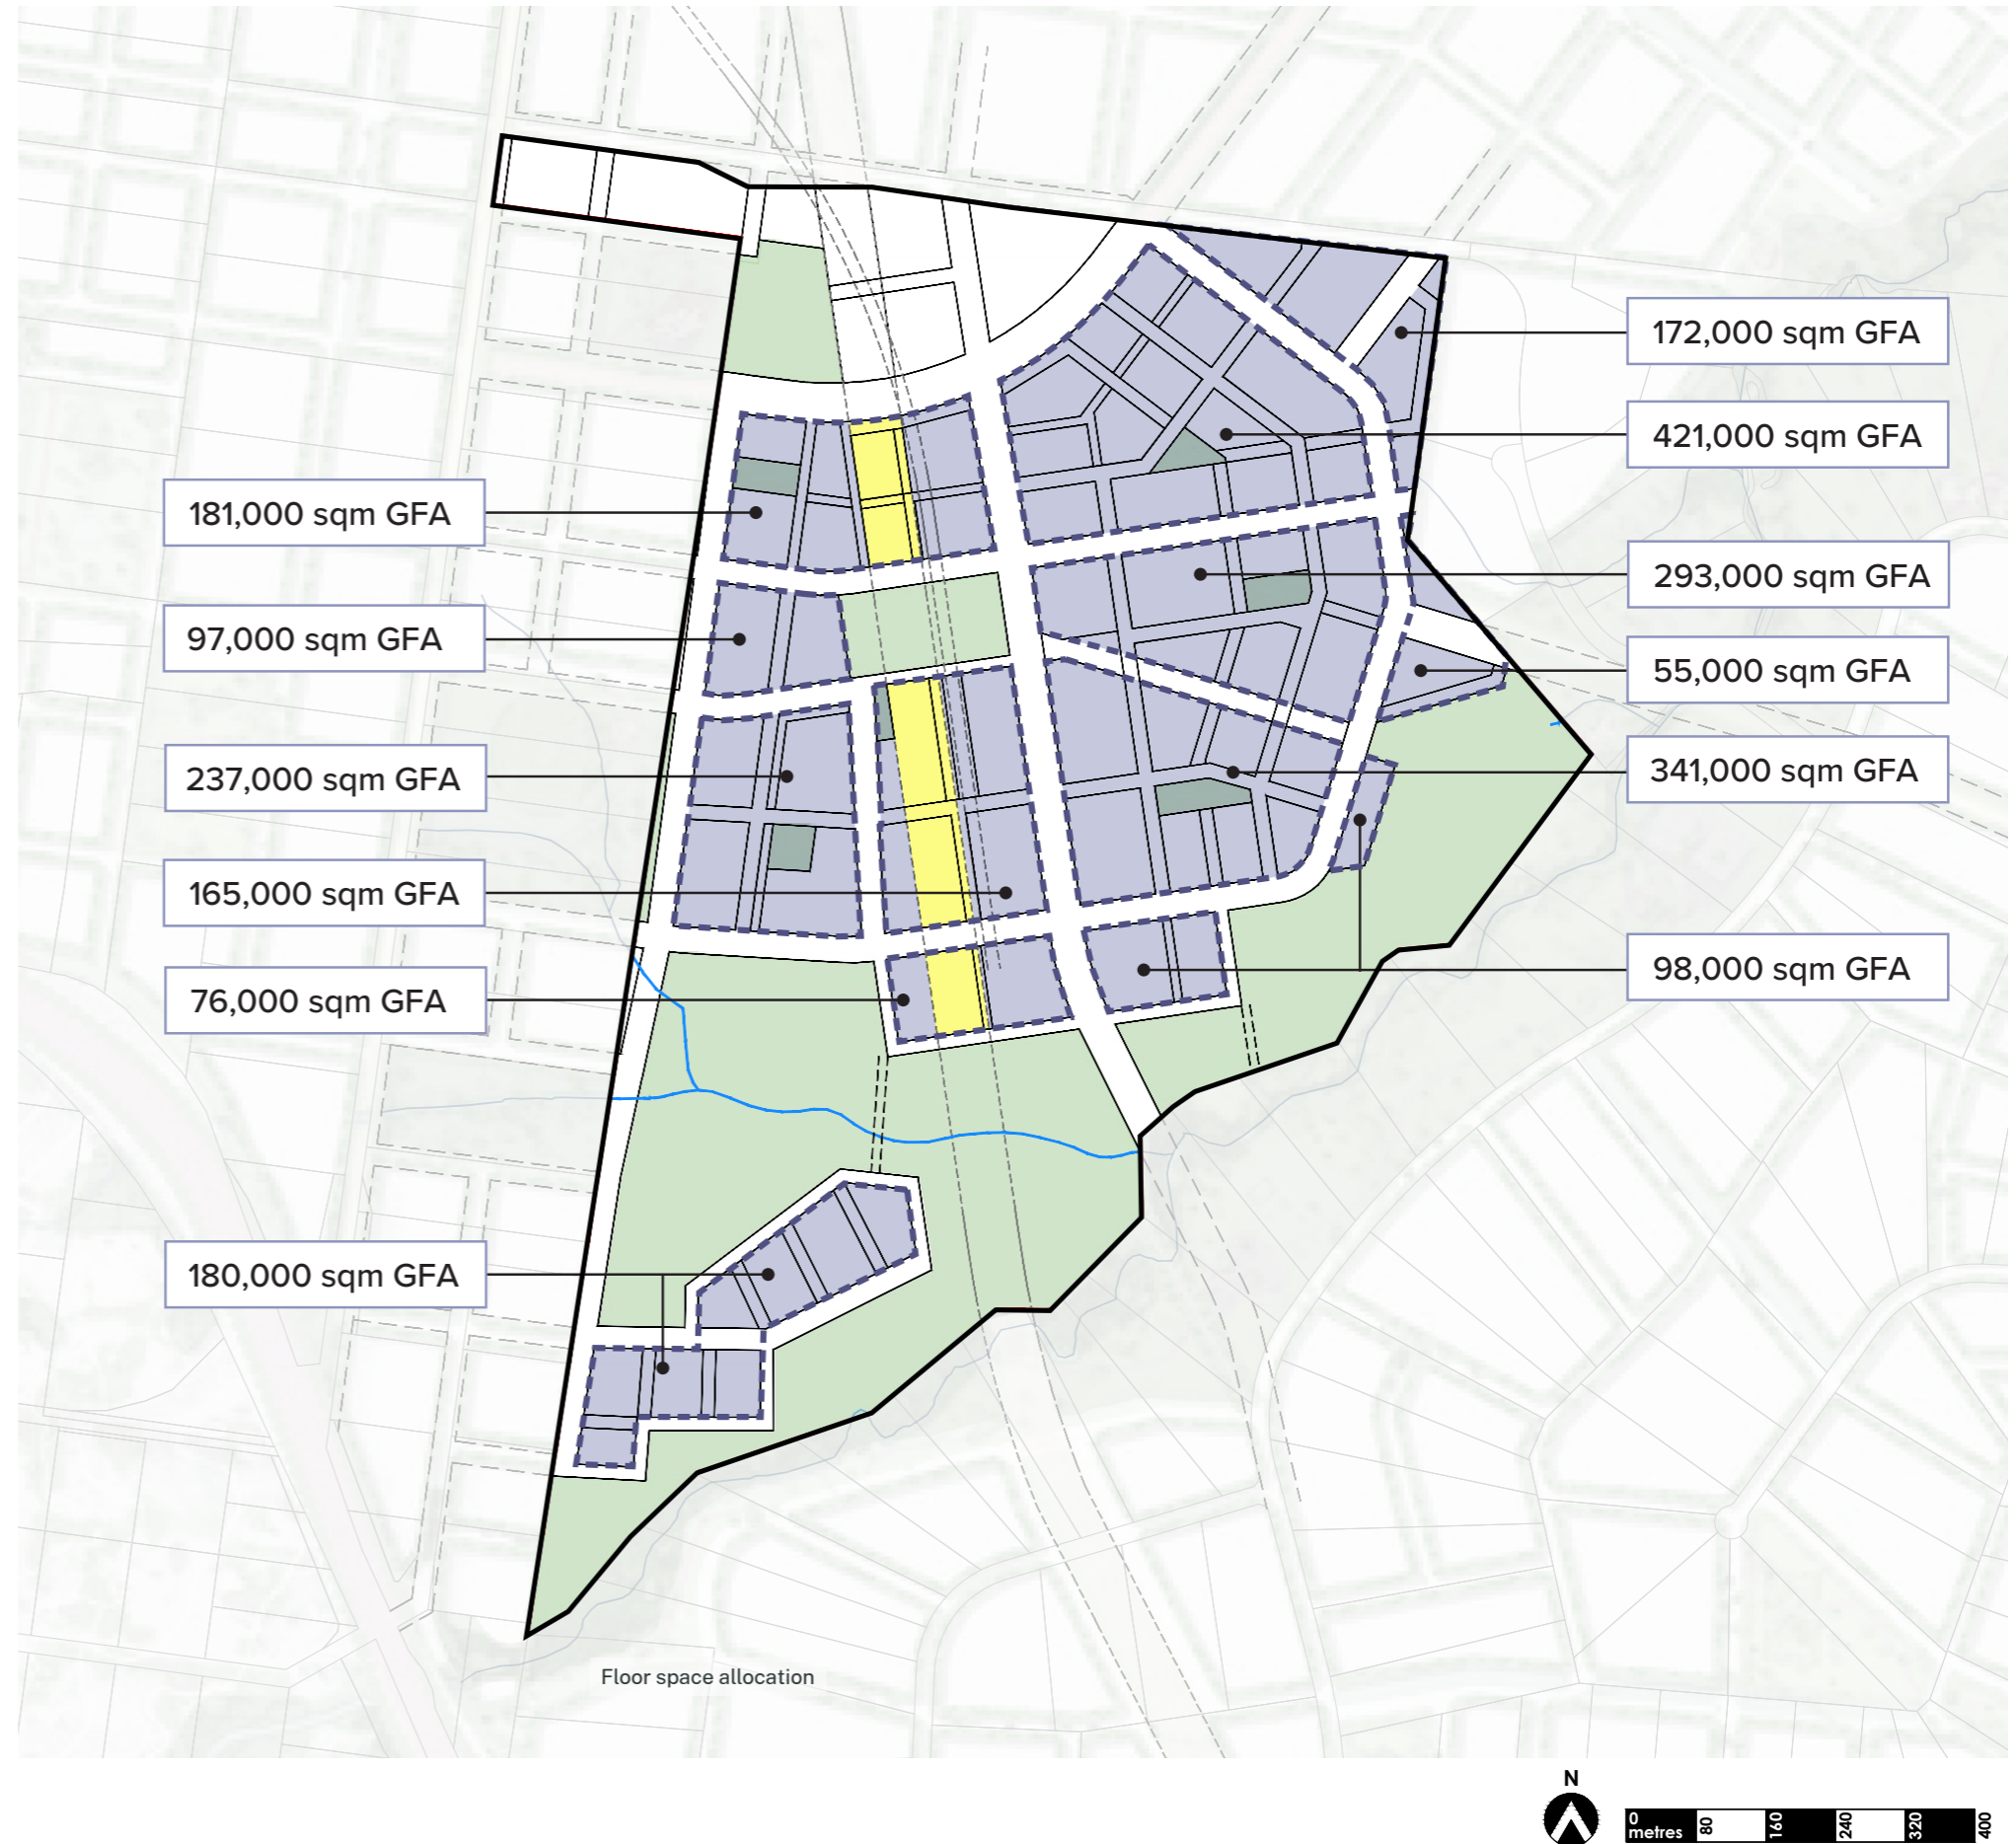 172,000 sqm GFA
421,000 sqm GFA
181,000 sqm GFA
293,000 sqm GFA
97,000 sqm GFA
55,000 sqm GFA
237,000 sqm GFA
341,000 sqm GFA
165,000 sqm GFA
98,000 sqm GFA
76,000 sqm GFA
180,000 sqm GFA
Floor space allocation
N
0 80 160 240 320 400
metres